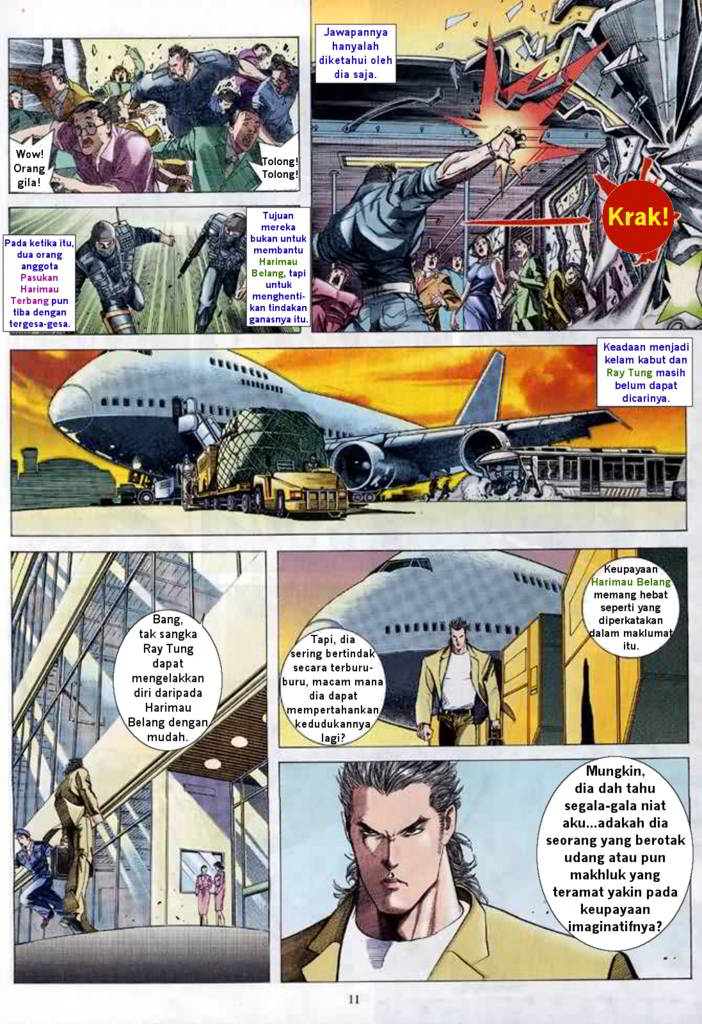 Wow!
Orang
gila!
Tolong!
Tolong!
Jawapannya
hanyalah
diketahui oleh
dia saja.
Krak!
Pada ketika itu,
dua orang
anggota
Pasukan
Harimau
Terbang pun
tiba dengan
tergesa-gesa.
Tujuan
mereka
bukan untuk
membantu
Harimau
Belang, tapi
untuk
menghenti-
kan tindakan
ganasnya itu.
Keadaan menjadi
kelam kabut dan
Ray Tung masih
belum dapat
dicarinya.
Bang,
tak sangka
Ray Tung
dapat
mengelakkan
diri daripada
Harimau
Belang dengan
mudah.
Keupayaan
Harimau Belang
memang hebat
seperti yang
diperkatakan
dalam maklumat
itu.
Tapi, dia
sering bertindak
secara terburu-
buru, macam mana
dia dapat
mempertahankan
kedudukannya
lagi?
Mungkin,
dia dah tahu
segala-gala niat
aku...adakah dia
seorang yang berotak
udang atau pun
makhluk yang
teramat yakin pada
keupayaan
imaginatifnya?
11